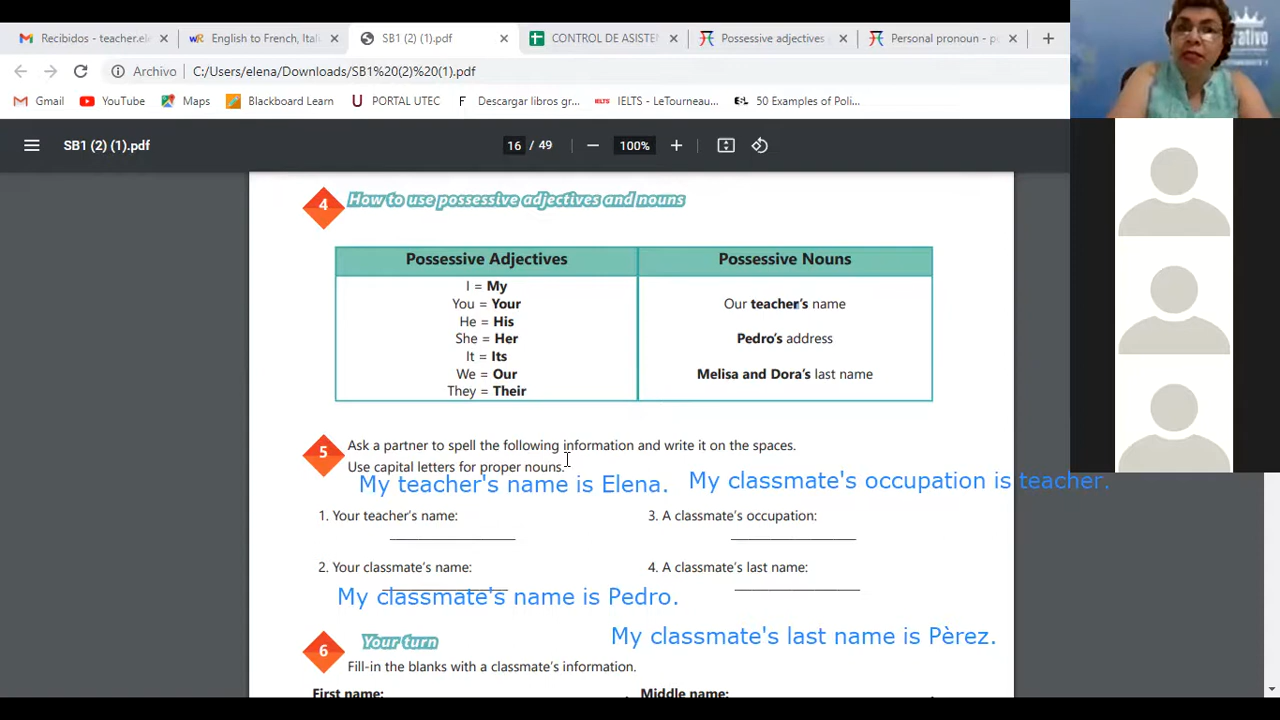 Recibidos - teacher.ele
English to French, Ital
SB1 (2) (1).pdf
CONTROL DE ASISTE
Possessive adjectives
Personal pronoun - p
Archivo
C:/Users/elena/Downloads/SB1%20(2)%20(1).pdf
Gmail
YouTube
Maps
Blackboard Learn
PORTAL UTEC
Descargar libros gr...
IELTS - LeTourneau...
50 Examples of Poli...
SB1 (2) (1).pdf
16 / 49
100%
4
How to use possessive adjectives and nouns
Possessive Adjectives
Possessive Nouns
I = My
You = Your
He = His
She = Her
It = Its
We = Our
They = Their
Our teacher's name
Pedro's address
Melisa and Dora's last name
5
Ask a partner to spell the following information and write it on the spaces.
Use capital letters for proper nouns.
My teacher's name is Elena.
My classmate's occupation is teacher.
1. Your teacher's name:
3. A classmate's occupation:
2. Your classmate's name:
4. A classmate's last name:
My classmate's name is Pedro.
My classmate's last name is Pèrez.
6
Your turn
Fill-in the blanks with a classmate's information.
First name:
Middle name: